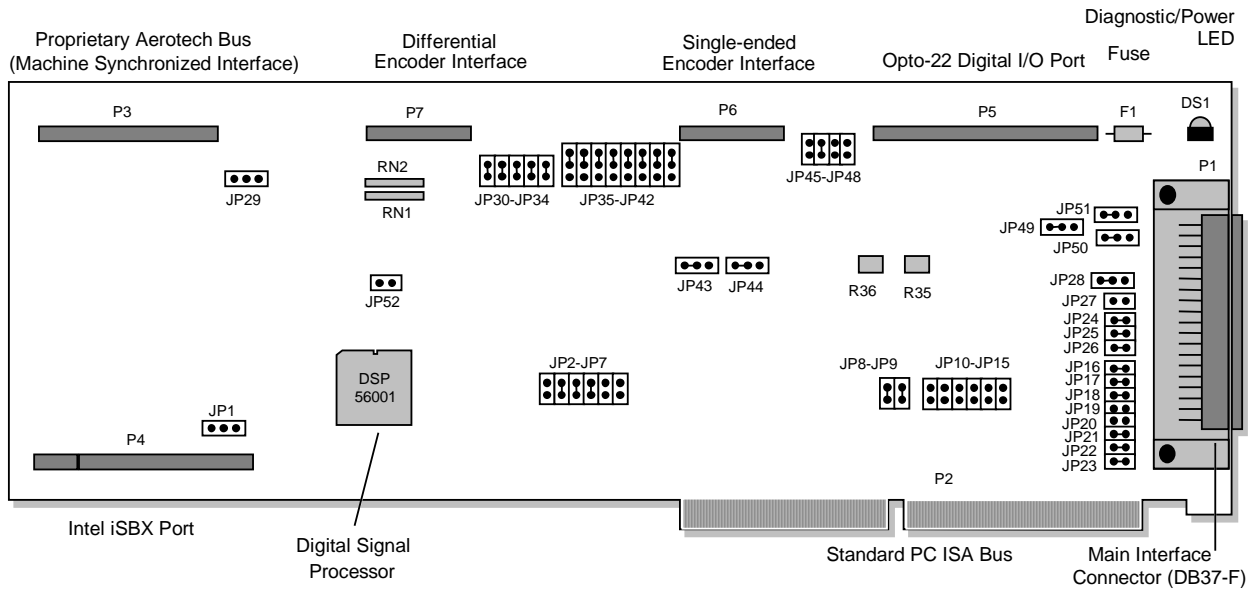 Proprietary Aerotech Bus
(Machine Synchronized Interface)
Differential
Encoder Interface
Single-ended
Encoder Interface
Opto-22 Digital I/O Port
Fuse
Diagnostic/Power
LED
P3
P7
P6
P5
F1
DS1
P1
RN2
RN1
JP29
JP30-JP34
JP35-JP42
JP45-JP48
JP51
JP49
JP50
JP52
JP43
JP44
R36
R35
JP28
JP27
JP24
JP25
JP26
JP16
JP17
JP18
JP19
JP20
JP21
JP22
JP23
DSP
56001
JP2-JP7
JP8-JP9
JP10-JP15
JP1
P4
P2
Intel iSBX Port
Digital Signal
Processor
Standard PC ISA Bus
Main Interface
Connector (DB37-F)